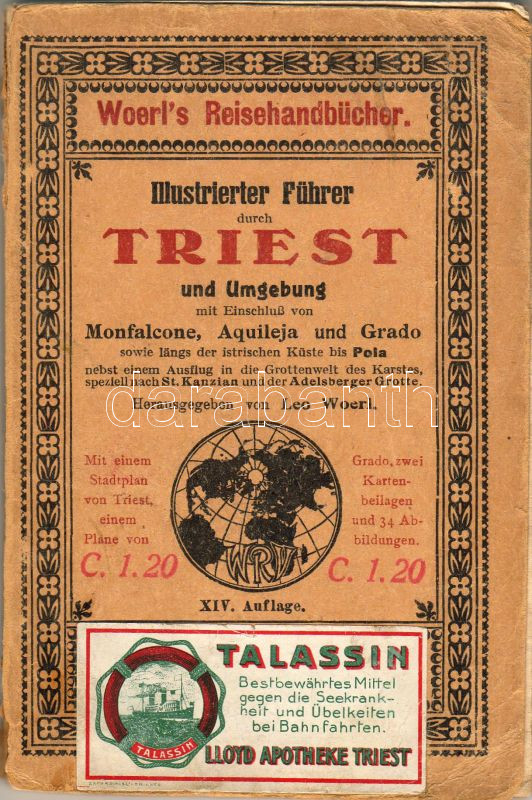 Woerl's Reisehandbücher.
Illustrierter Führer
durch
TRIEST
und Umgebung
mit Einschluß von
Monfalcone, Aquileja und Grado
sowie längs der istrischen Küste bis Pola
nebst einem Ausflug in die Grottenwelt des Karstes,
speziell nach St. Kanzian und der Adelsberger Grotte.
Herausgegeben von Leo Woerl.
darabanth
Mit einem
Stadtplan
von Triest,
einem
Plane von
C. 1.20
Grado, zwei
Karten-
beilagen
und 34 Ab-
bildungen.
C. 1.20
WRV
XIV. Auflage.
TALASSIN
Bestbewährtes Mittel
gegen die Seekrank-
heit und Übelkeiten
bei Bahnfahrten.
LLOYD APOTHEKE TRIEST
TALASSIN